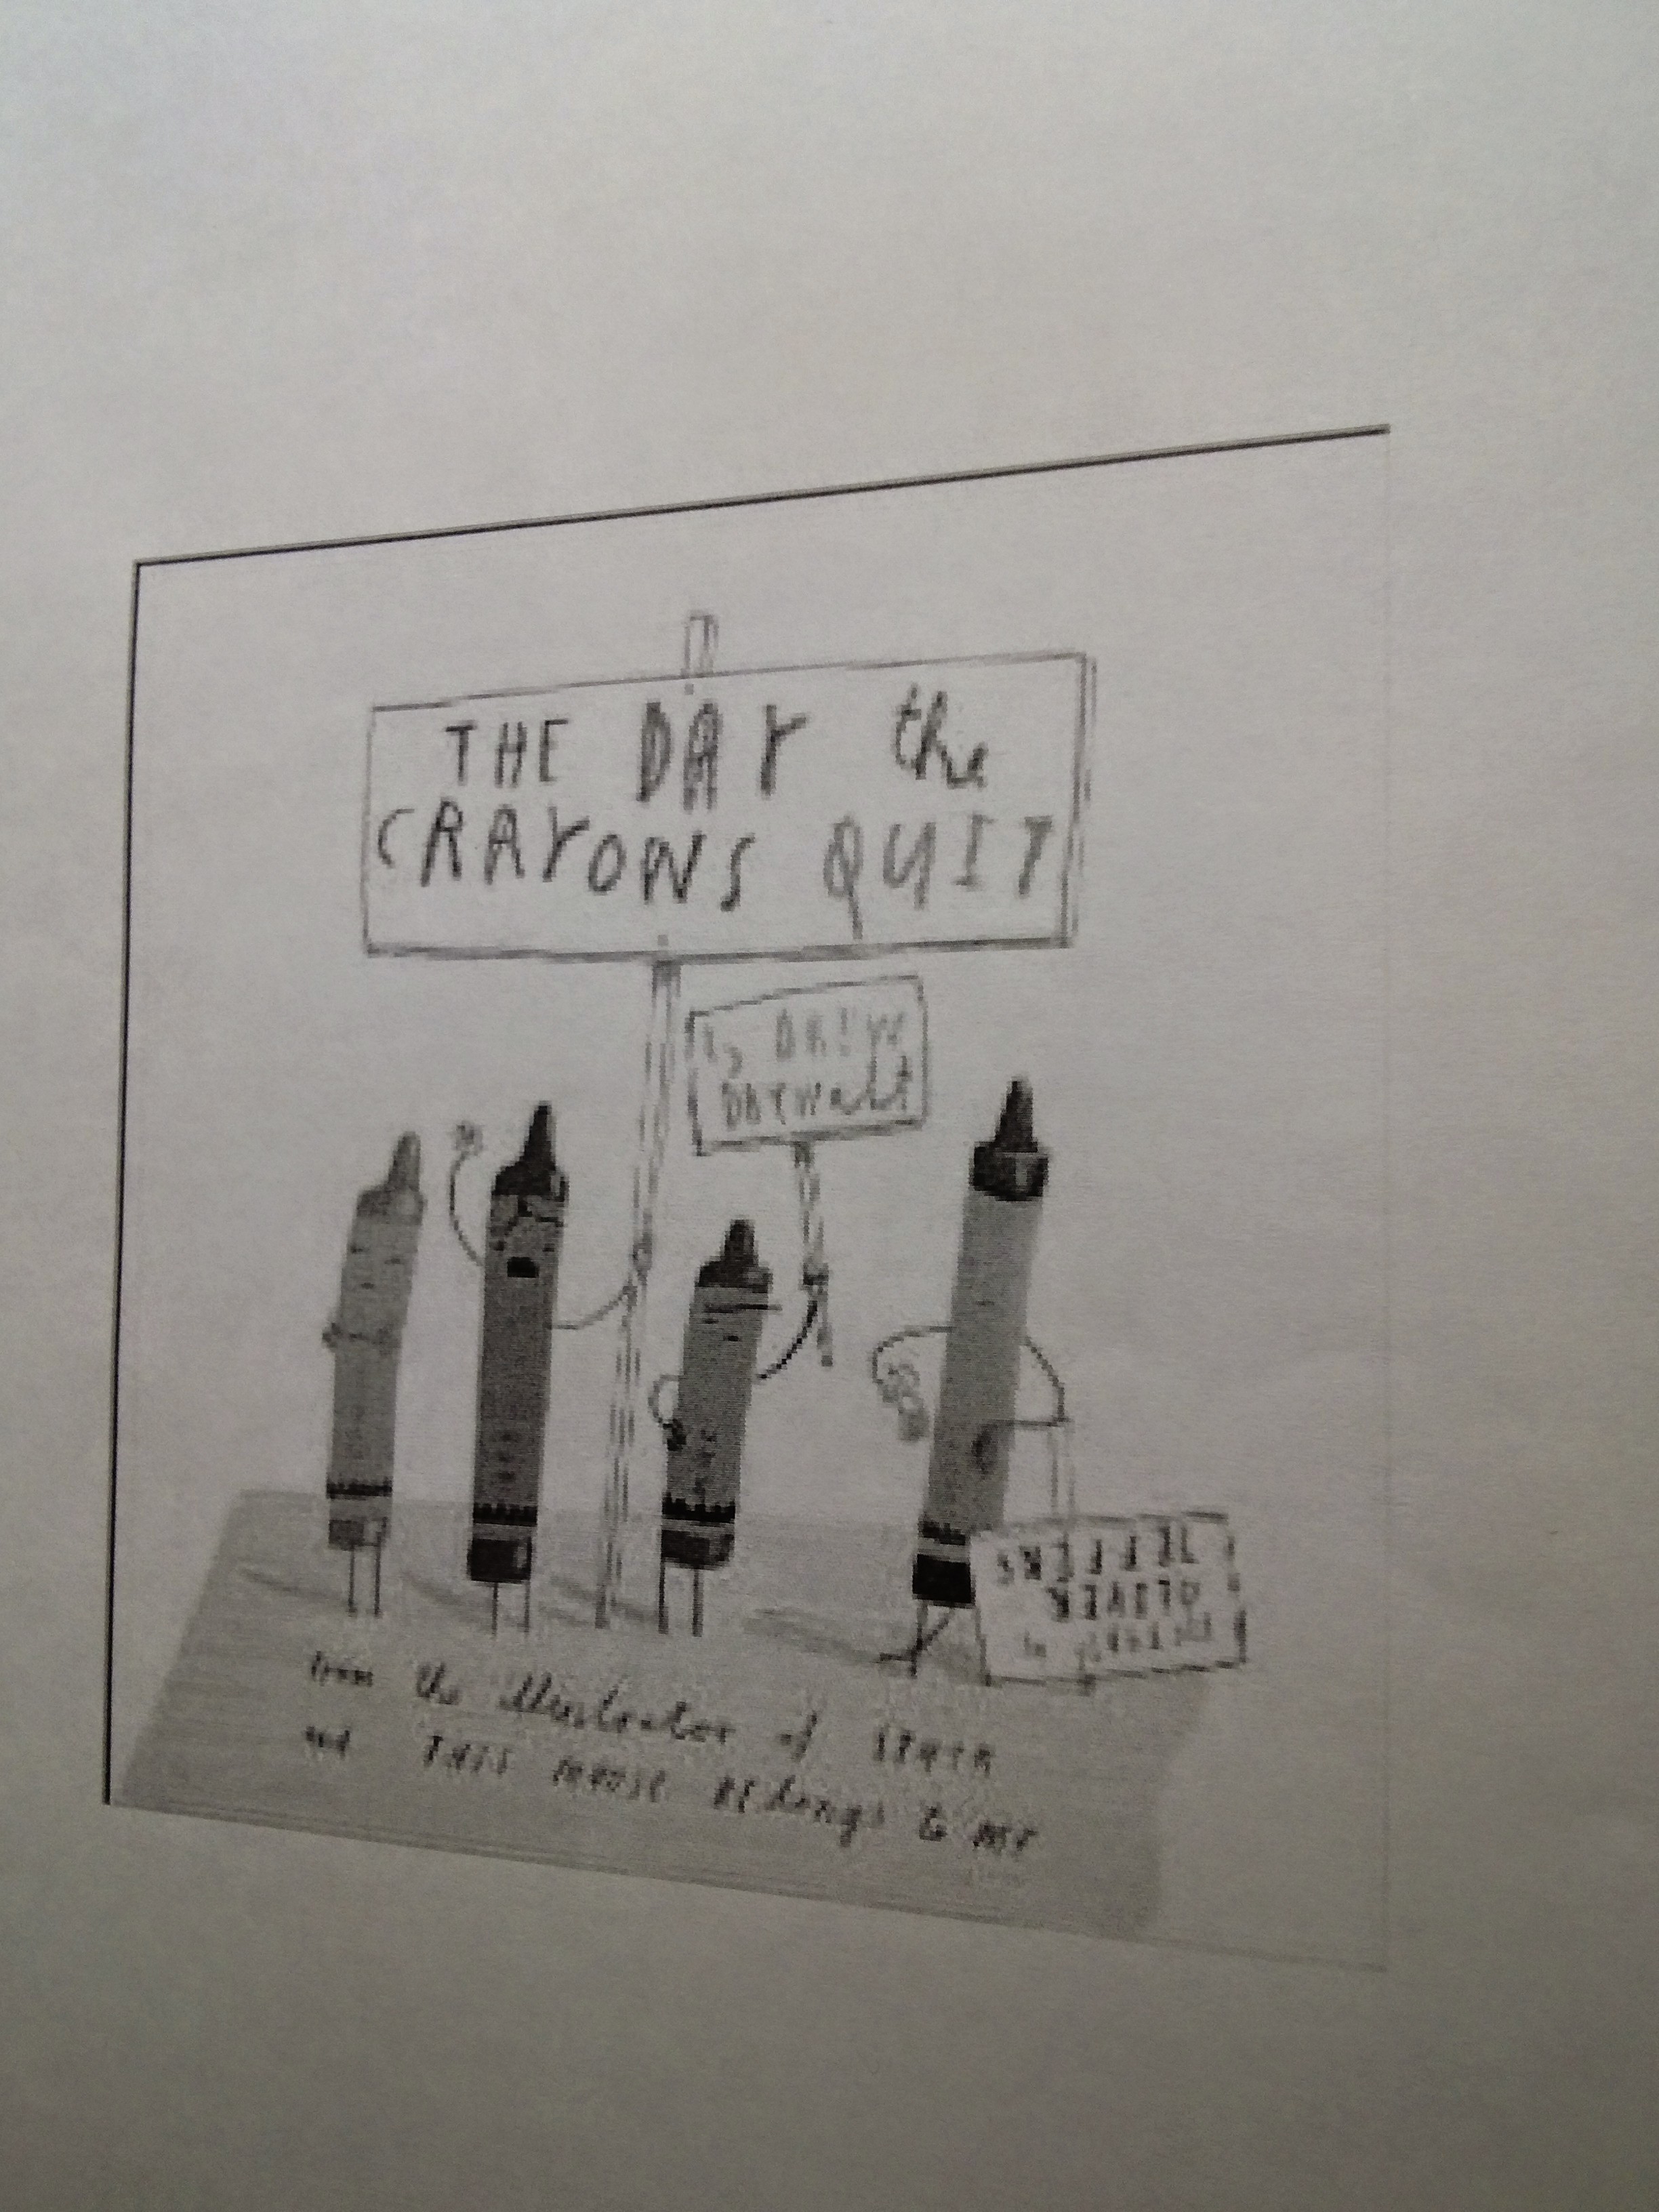 THE DAY the
CRAYONS QUIT
by DREW
DAYWALT
PICTURES by
OLIVER
JEFFERS
from the illustrator of STUCK
and THIS MOOSE BELONGS to ME